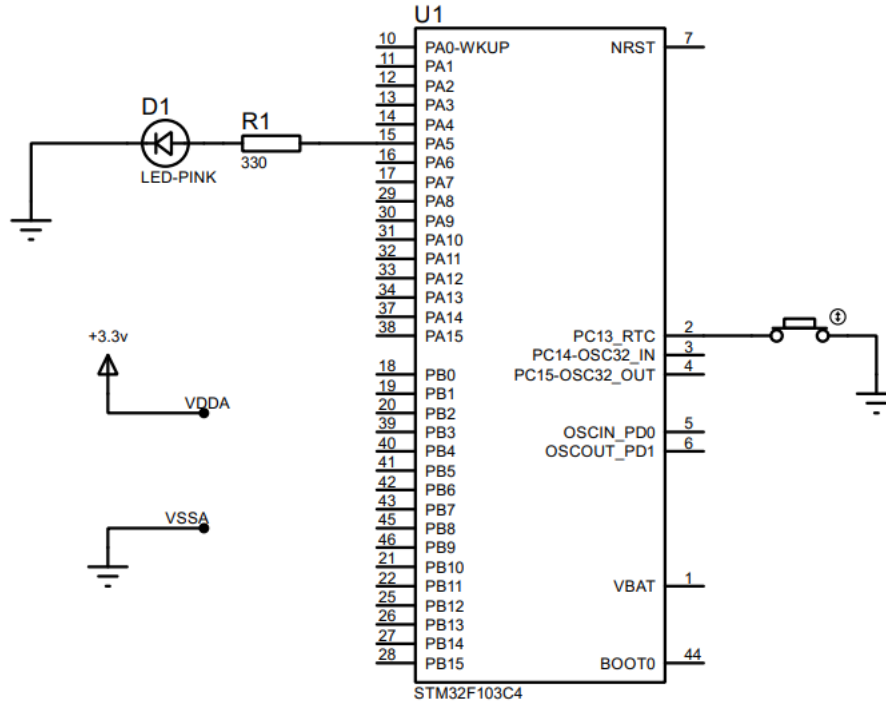 U1
10 PA0-WKUP NRST 7
11 PA1
12 PA2
13 PA3
14 PA4
D1 R1 15 PA5
LED-PINK 330
16 PA6
17 PA7
29 PA8
30 PA9
31 PA10
32 PA11
33 PA12
34 PA13
37 PA14
+3.3v 38 PA15 PC13_RTC 2
PC14-OSC32_IN 3
18 PB0 PC15-OSC32_OUT 4
19 PB1
VDDA 20 PB2
39 PB3 OSCIN_PD0 5
40 PB4 OSCOUT_PD1 6
41 PB5
42 PB6
43 PB7
VSSA 45 PB8
46 PB9
21 PB10
22 PB11 VBAT 1
25 PB12
26 PB13
27 PB14
28 PB15 BOOT0 44
STM32F103C4